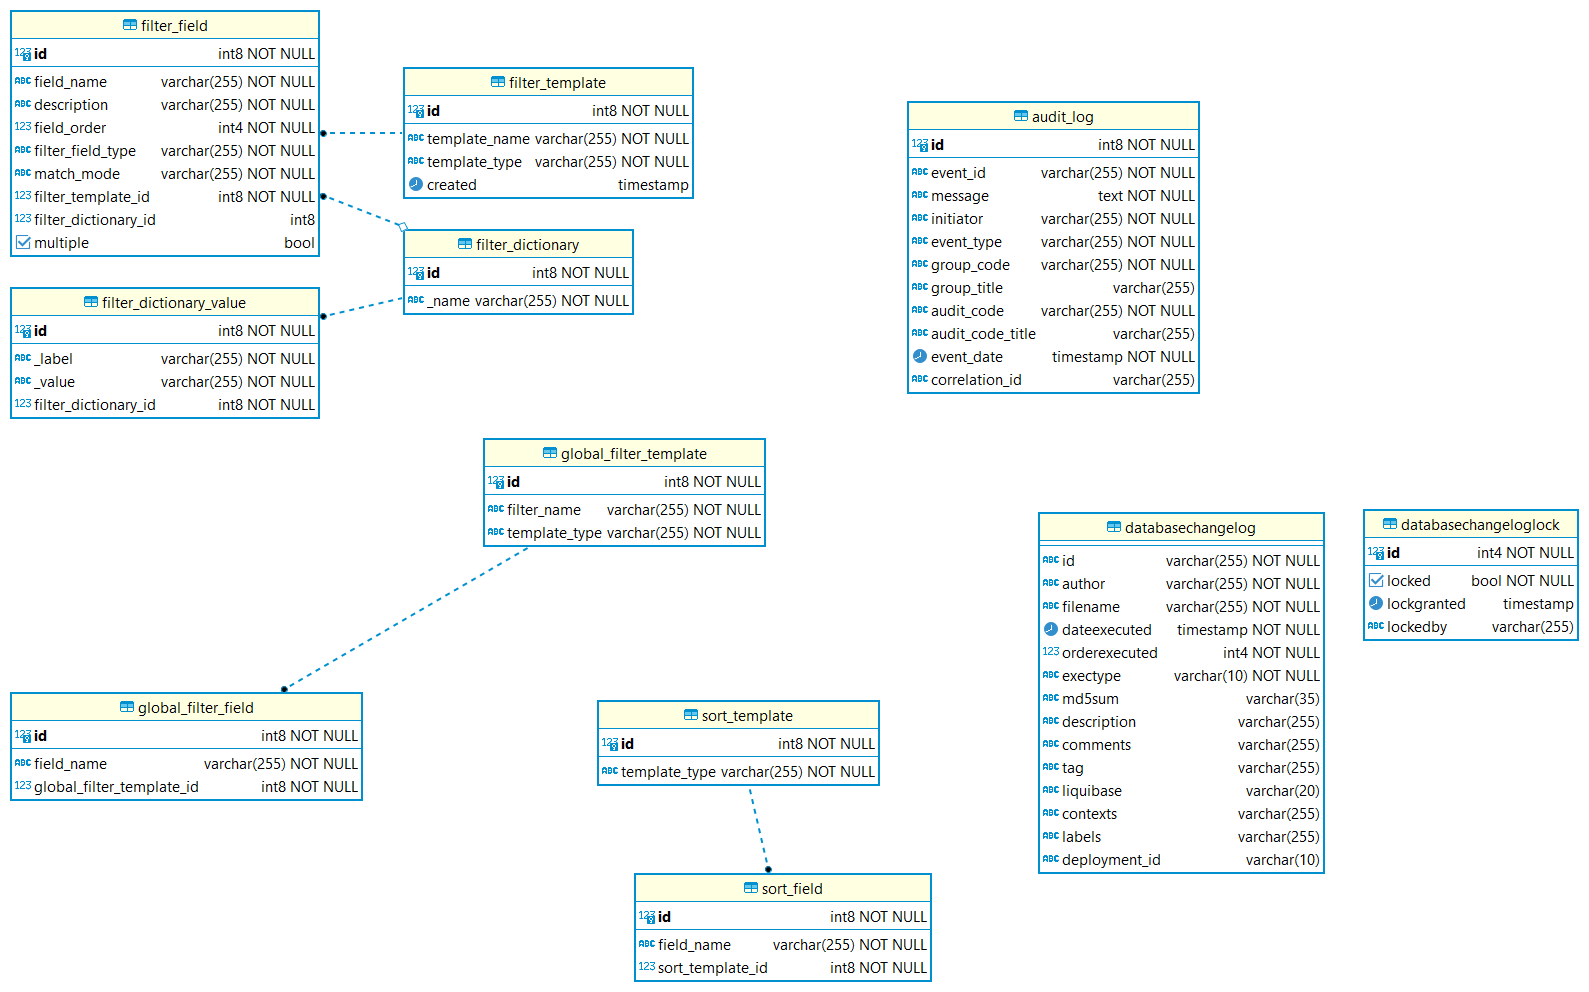 filter_field
id int8 NOT NULL
field_name varchar(255) NOT NULL
description varchar(255) NOT NULL
field_order int4 NOT NULL
filter_field_type varchar(255) NOT NULL
match_mode varchar(255) NOT NULL
filter_template_id int8 NOT NULL
filter_dictionary_id int8
multiple bool
filter_template
id int8 NOT NULL
template_name varchar(255) NOT NULL
template_type varchar(255) NOT NULL
created timestamp
filter_dictionary
id int8 NOT NULL
_name varchar(255) NOT NULL
filter_dictionary_value
id int8 NOT NULL
_label varchar(255) NOT NULL
_value varchar(255) NOT NULL
filter_dictionary_id int8 NOT NULL
audit_log
id int8 NOT NULL
event_id varchar(255) NOT NULL
message text NOT NULL
initiator varchar(255) NOT NULL
event_type varchar(255) NOT NULL
group_code varchar(255) NOT NULL
group_title varchar(255)
audit_code varchar(255) NOT NULL
audit_code_title varchar(255)
event_date timestamp NOT NULL
correlation_id varchar(255)
global_filter_template
id int8 NOT NULL
filter_name varchar(255) NOT NULL
template_type varchar(255) NOT NULL
global_filter_field
id int8 NOT NULL
field_name varchar(255) NOT NULL
global_filter_template_id int8 NOT NULL
sort_template
id int8 NOT NULL
template_type varchar(255) NOT NULL
sort_field
id int8 NOT NULL
field_name varchar(255) NOT NULL
sort_template_id int8 NOT NULL
databasechangelog
id varchar(255) NOT NULL
author varchar(255) NOT NULL
filename varchar(255) NOT NULL
dateexecuted timestamp NOT NULL
orderexecuted int4 NOT NULL
exectype varchar(10) NOT NULL
md5sum varchar(35)
description varchar(255)
comments varchar(255)
tag varchar(255)
liquibase varchar(20)
contexts varchar(255)
labels varchar(255)
deployment_id varchar(10)
databasechangeloglock
id int4 NOT NULL
locked bool NOT NULL
lockgranted timestamp
lockedby varchar(255)